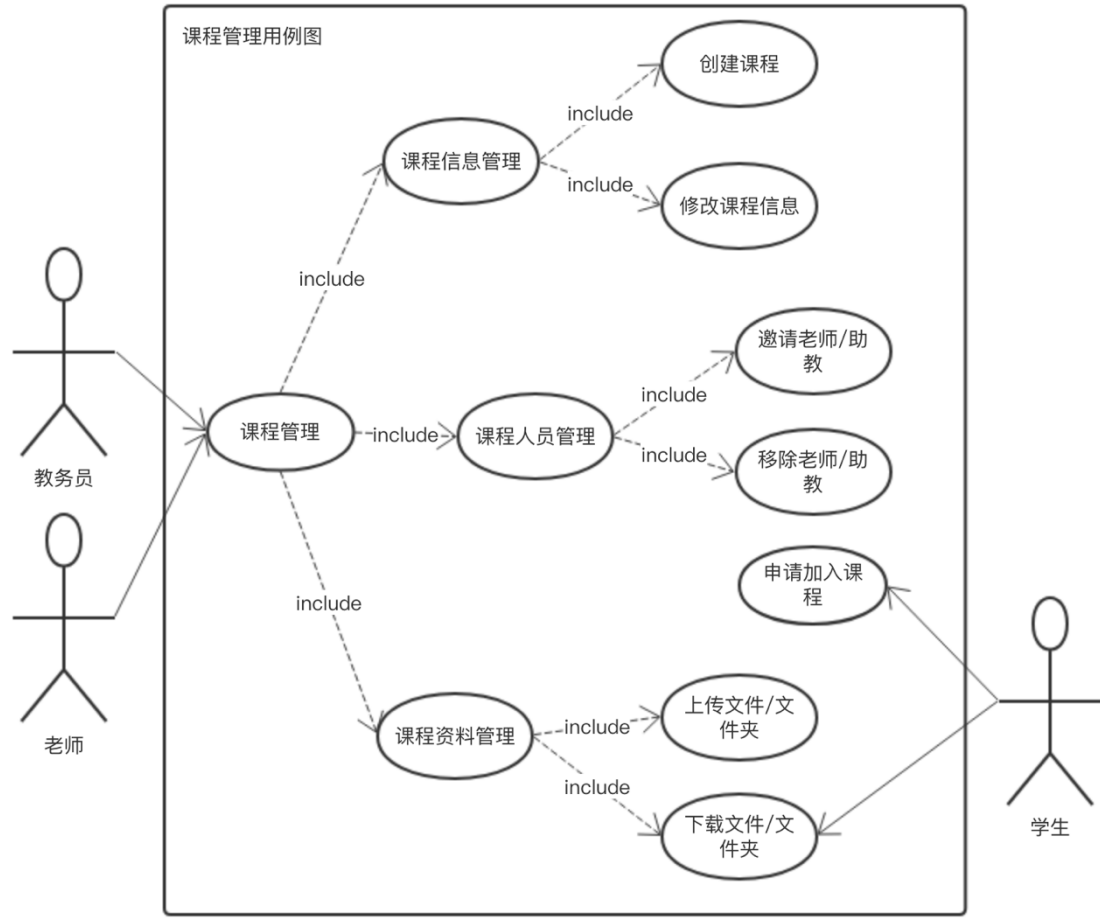 课程管理用例图
创建课程
include
课程信息管理
include
修改课程信息
include
邀请老师/助
教
include
课程管理
include
课程人员管理
include
移除老师/助
教
教务员
申请加入课
程
include
上传文件/文
件夹
include
课程资料管理
老师
include
下载文件/文
件夹
学生